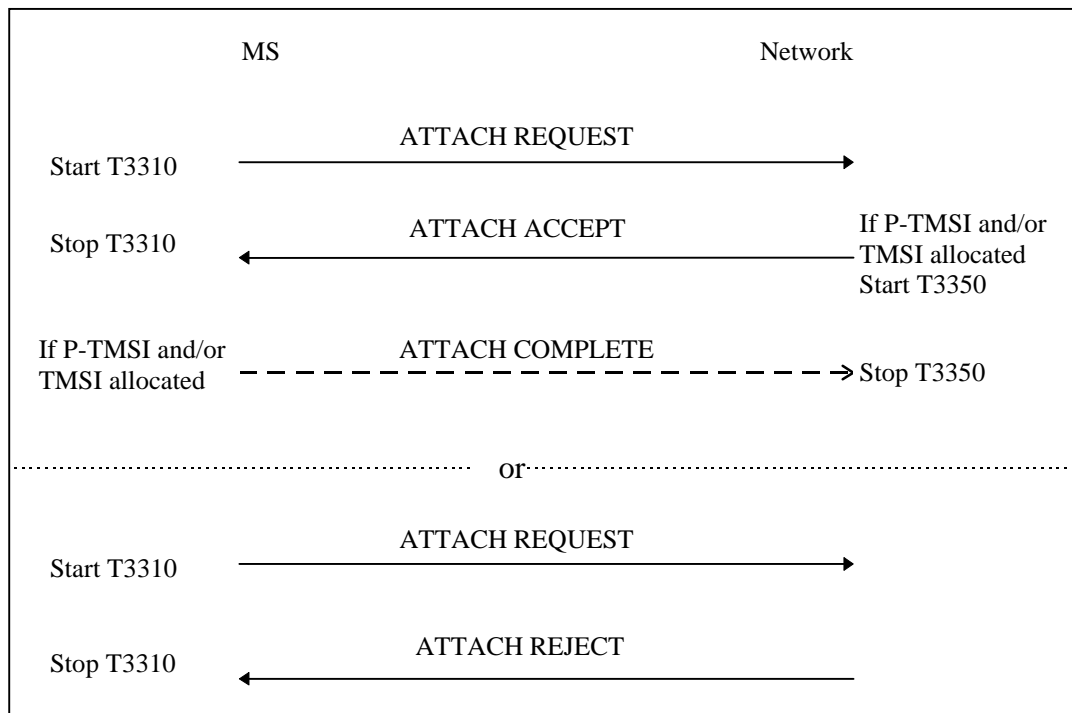 MS
Network
ATTACH REQUEST
Start T3310
ATTACH ACCEPT
Stop T3310
If P-TMSI and/or
TMSI allocated
Start T3350
If P-TMSI and/or
TMSI allocated
ATTACH COMPLETE
Stop T3350
or
ATTACH REQUEST
Start T3310
ATTACH REJECT
Stop T3310